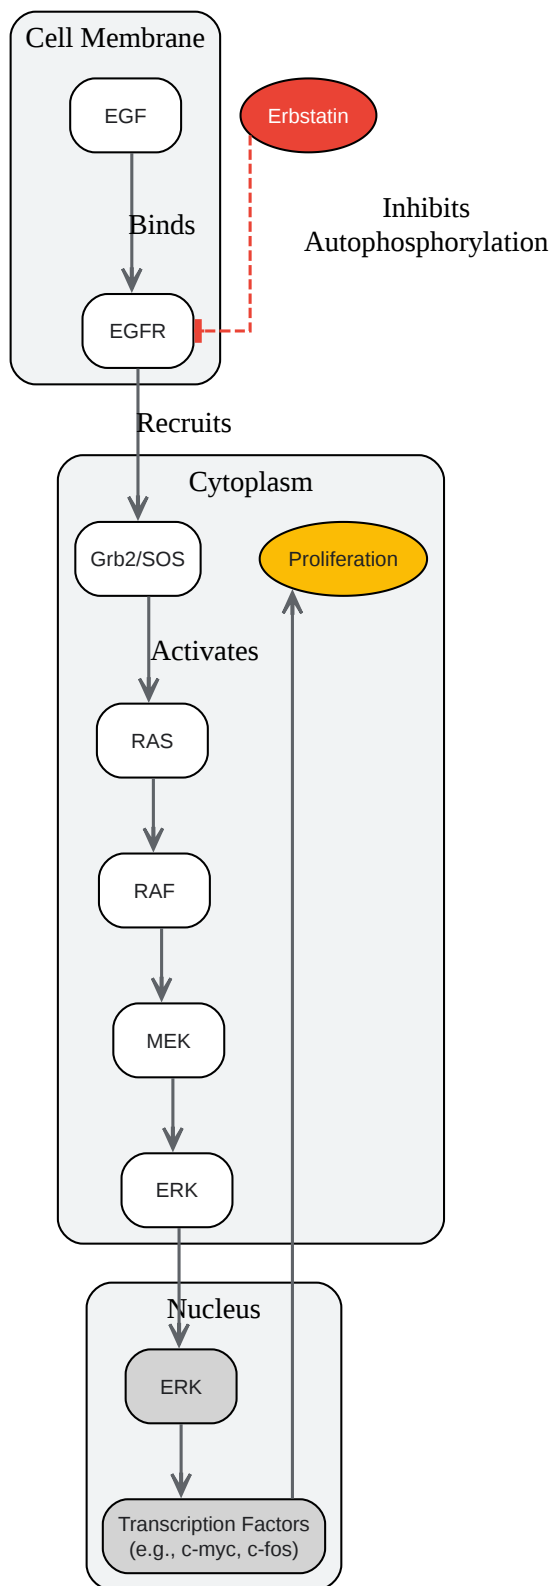 Cell Membrane
EGF
Erbstatin
Binds
Inhibits
Autophosphorylation
EGFR
Recruits
Cytoplasm
Grb2/SOS
Proliferation
Activates
RAS
RAF
MEK
ERK
Nucleus
ERK
Transcription Factors
(e.g., c-myc, c-fos)